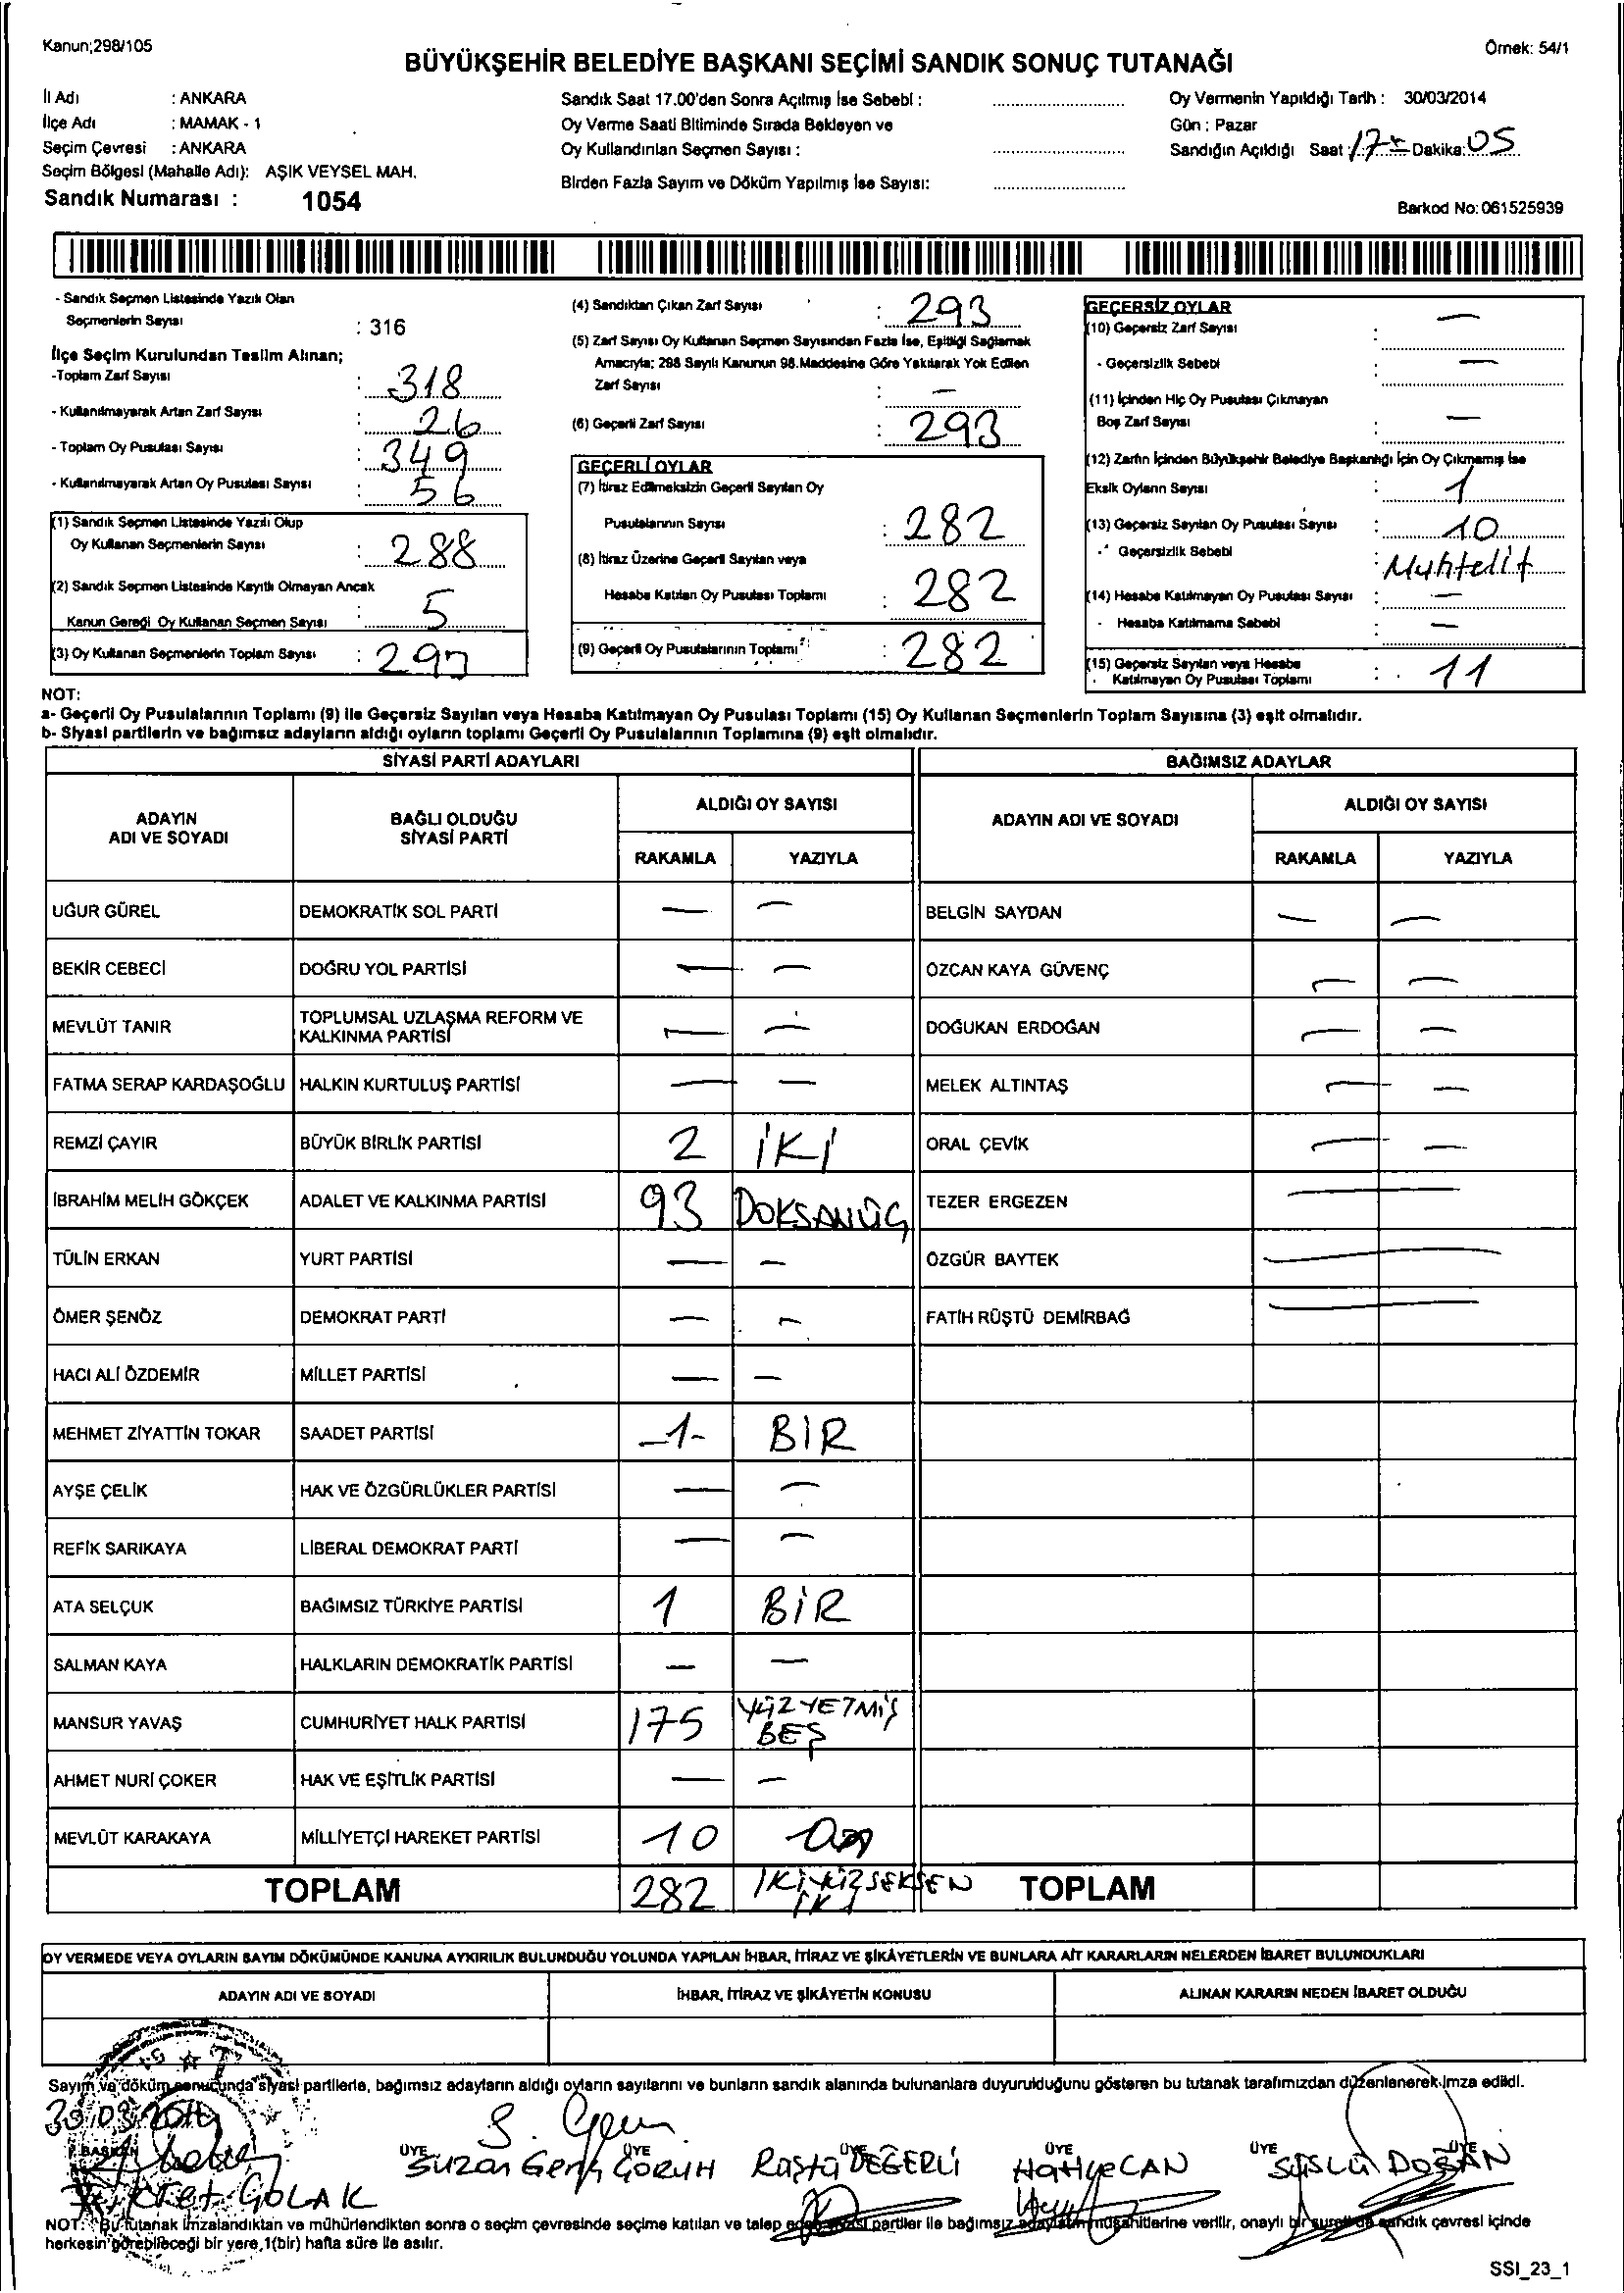 Kanun;298/105
Örnek: 54/1
BÜYÜKŞEHİR BELEDİYE BAŞKANI SEÇİMİ SANDIK SONUÇ TUTANAĞI
İl Adı : ANKARA
İlçe Adı : MAMAK - 1
Seçim Çevresi : ANKARA
Seçim Bölgesi (Mahalle Adı): AŞIK VEYSEL MAH.
Sandık Numarası : 1054
Sandık Saat 17.00'den Sonra Açılmış İse Sebebi :
Oy Verme Saati Bitiminde Sırada Bekleyen ve
Oy Kullandırılan Seçmen Sayısı :
Birden Fazla Sayım ve Döküm Yapılmış İse Sayısı:
Oy Vermenin Yapıldığı Tarih : 30/03/2014
Gün : Pazar
Sandığın Açıldığı Saat : 17 Dakika: 05
Barkod No: 061525939
- Sandık Seçmen Listesinde Yazılı Olan
Seçmenlerin Sayısı : 316
İlçe Seçim Kurulundan Teslim Alınan;
-Toplam Zarf Sayısı : 318
- Kullanılmayarak Artan Zarf Sayısı : 26
- Toplam Oy Pusulası Sayısı : 349
- Kullanılmayarak Artan Oy Pusulası Sayısı : 56
(1) Sandık Seçmen Listesinde Yazılı Olup
Oy Kullanan Seçmenlerin Sayısı : 288
(2) Sandık Seçmen Listesinde Kayıtlı Olmayan Ancak
Kanun Gereği Oy Kullanan Seçmen Sayısı : 5
(3) Oy Kullanan Seçmenlerin Toplam Sayısı : 293
(4) Sandıktan Çıkan Zarf Sayısı : 293
(5) Zarf Sayısı Oy Kullanan Seçmen Sayısından Fazla İse, Eşitliği Sağlamak
Amacıyla; 298 Sayılı Kanunun 98.Maddesine Göre Yakılarak Yok Edilen
Zarf Sayısı : —
(6) Geçerli Zarf Sayısı : 293
GEÇERLİ OYLAR
(7) İtiraz Edilmeksizin Geçerli Sayılan Oy
Pusulalarının Sayısı : 282
(8) İtiraz Üzerine Geçerli Sayılan veya
Hesaba Katılan Oy Pusulası Toplamı : 282
(9) Geçerli Oy Pusulalarının Toplamı : 282
GEÇERSİZ OYLAR
(10) Geçersiz Zarf Sayısı : —
- Geçersizlik Sebebi : —
(11) İçinden Hiç Oy Pusulası Çıkmayan
Boş Zarf Sayısı : —
(12) Zarfın İçinden Büyükşehir Belediye Başkanlığı İçin Oy Çıkmamış İse
Eksik Oyların Sayısı : 1
(13) Geçersiz Sayılan Oy Pusulası Sayısı : 10
- Geçersizlik Sebebi : Muhtelif
(14) Hesaba Katılmayan Oy Pusulası Sayısı : —
- Hesaba Katılmama Sebebi : —
(15) Geçersiz Sayılan veya Hesaba
Katılmayan Oy Pusulası Toplamı : 11
NOT:
a- Geçerli Oy Pusulalarının Toplamı (9) ile Geçersiz Sayılan veya Hesaba Katılmayan Oy Pusulası Toplamı (15) Oy Kullanan Seçmenlerin Toplam Sayısına (3) eşit olmalıdır.
b- Siyasi partilerin ve bağımsız adayların aldığı oyların toplamı Geçerli Oy Pusulalarının Toplamına (9) eşit olmalıdır.
SİYASİ PARTİ ADAYLARI BAĞIMSIZ ADAYLAR
ADAYIN ADI VE SOYADI BAĞLI OLDUĞU SİYASİ PARTİ ALDIĞI OY SAYISI ADAYIN ADI VE SOYADI ALDIĞI OY SAYISI
RAKAMLA YAZIYLA RAKAMLA YAZIYLA
UĞUR GÜREL DEMOKRATİK SOL PARTİ — — BELGİN SAYDAN — —
BEKİR CEBECİ DOĞRU YOL PARTİSİ — — ÖZCAN KAYA GÜVENÇ — —
MEVLÜT TANIR TOPLUMSAL UZLAŞMA REFORM VE KALKINMA PARTİSİ — — DOĞUKAN ERDOĞAN — —
FATMA SERAP KARDAŞOĞLU HALKIN KURTULUŞ PARTİSİ — — MELEK ALTINTAŞ — —
REMZİ ÇAYIR BÜYÜK BİRLİK PARTİSİ 2 İKİ ORAL ÇEVİK — —
İBRAHİM MELİH GÖKÇEK ADALET VE KALKINMA PARTİSİ 93 DOKSANÜÇ TEZER ERGEZEN —
TÜLİN ERKAN YURT PARTİSİ — — ÖZGÜR BAYTEK —
ÖMER ŞENÖZ DEMOKRAT PARTİ — — FATİH RÜŞTÜ DEMİRBAĞ —
HACI ALİ ÖZDEMİR MİLLET PARTİSİ — —
MEHMET ZİYATTİN TOKAR SAADET PARTİSİ -1- BİR
AYŞE ÇELİK HAK VE ÖZGÜRLÜKLER PARTİSİ — —
REFİK SARIKAYA LİBERAL DEMOKRAT PARTİ — —
ATA SELÇUK BAĞIMSIZ TÜRKİYE PARTİSİ 1 BİR
SALMAN KAYA HALKLARIN DEMOKRATİK PARTİSİ — —
MANSUR YAVAŞ CUMHURİYET HALK PARTİSİ 175 YÜZYETMİŞ BEŞ
AHMET NURİ ÇOKER HAK VE EŞİTLİK PARTİSİ — —
MEVLÜT KARAKAYA MİLLİYETÇİ HAREKET PARTİSİ 10 On
TOPLAM 282 İKİYÜZSEKSEN İKİ TOPLAM
OY VERMEDE VEYA OYLARIN SAYIM DÖKÜMÜNDE KANUNA AYKIRILIK BULUNDUĞU YOLUNDA YAPILAN İHBAR, İTİRAZ VE ŞİKÂYETLERİN VE BUNLARA AİT KARARLARIN NELERDEN İBARET BULUNDUKLARI
ADAYIN ADI VE SOYADI İHBAR, İTİRAZ VE ŞİKÂYETİN KONUSU ALINAN KARARIN NEDEN İBARET OLDUĞU
Sayım ve döküm sonucunda siyasi partilerle, bağımsız adayların aldığı oyların sayılarını ve bunların sandık alanında bulunanlara duyurulduğunu gösteren bu tutanak tarafımızdan düzenlenerek imza edildi.
30.03.2014
BAŞKAN ÜYE ÜYE ÜYE ÜYE ÜYE ÜYE
Suzan Genç GÖRÜH Rüştü DEĞERLİ Hatiye CAN SÜSLÜ DOĞAN
Fikret ÇOLAK
NOT: Bu tutanak imzalandıktan ve mühürlendikten sonra o seçim çevresinde seçime katılan ve talep eden siyasi partiler ile bağımsız adayların müşahitlerine verilir, onaylı bir sureti de sandık çevresi içinde
herkesin görebileceği bir yere,1(bir) hafta süre ile asılır.
SSI_23_1